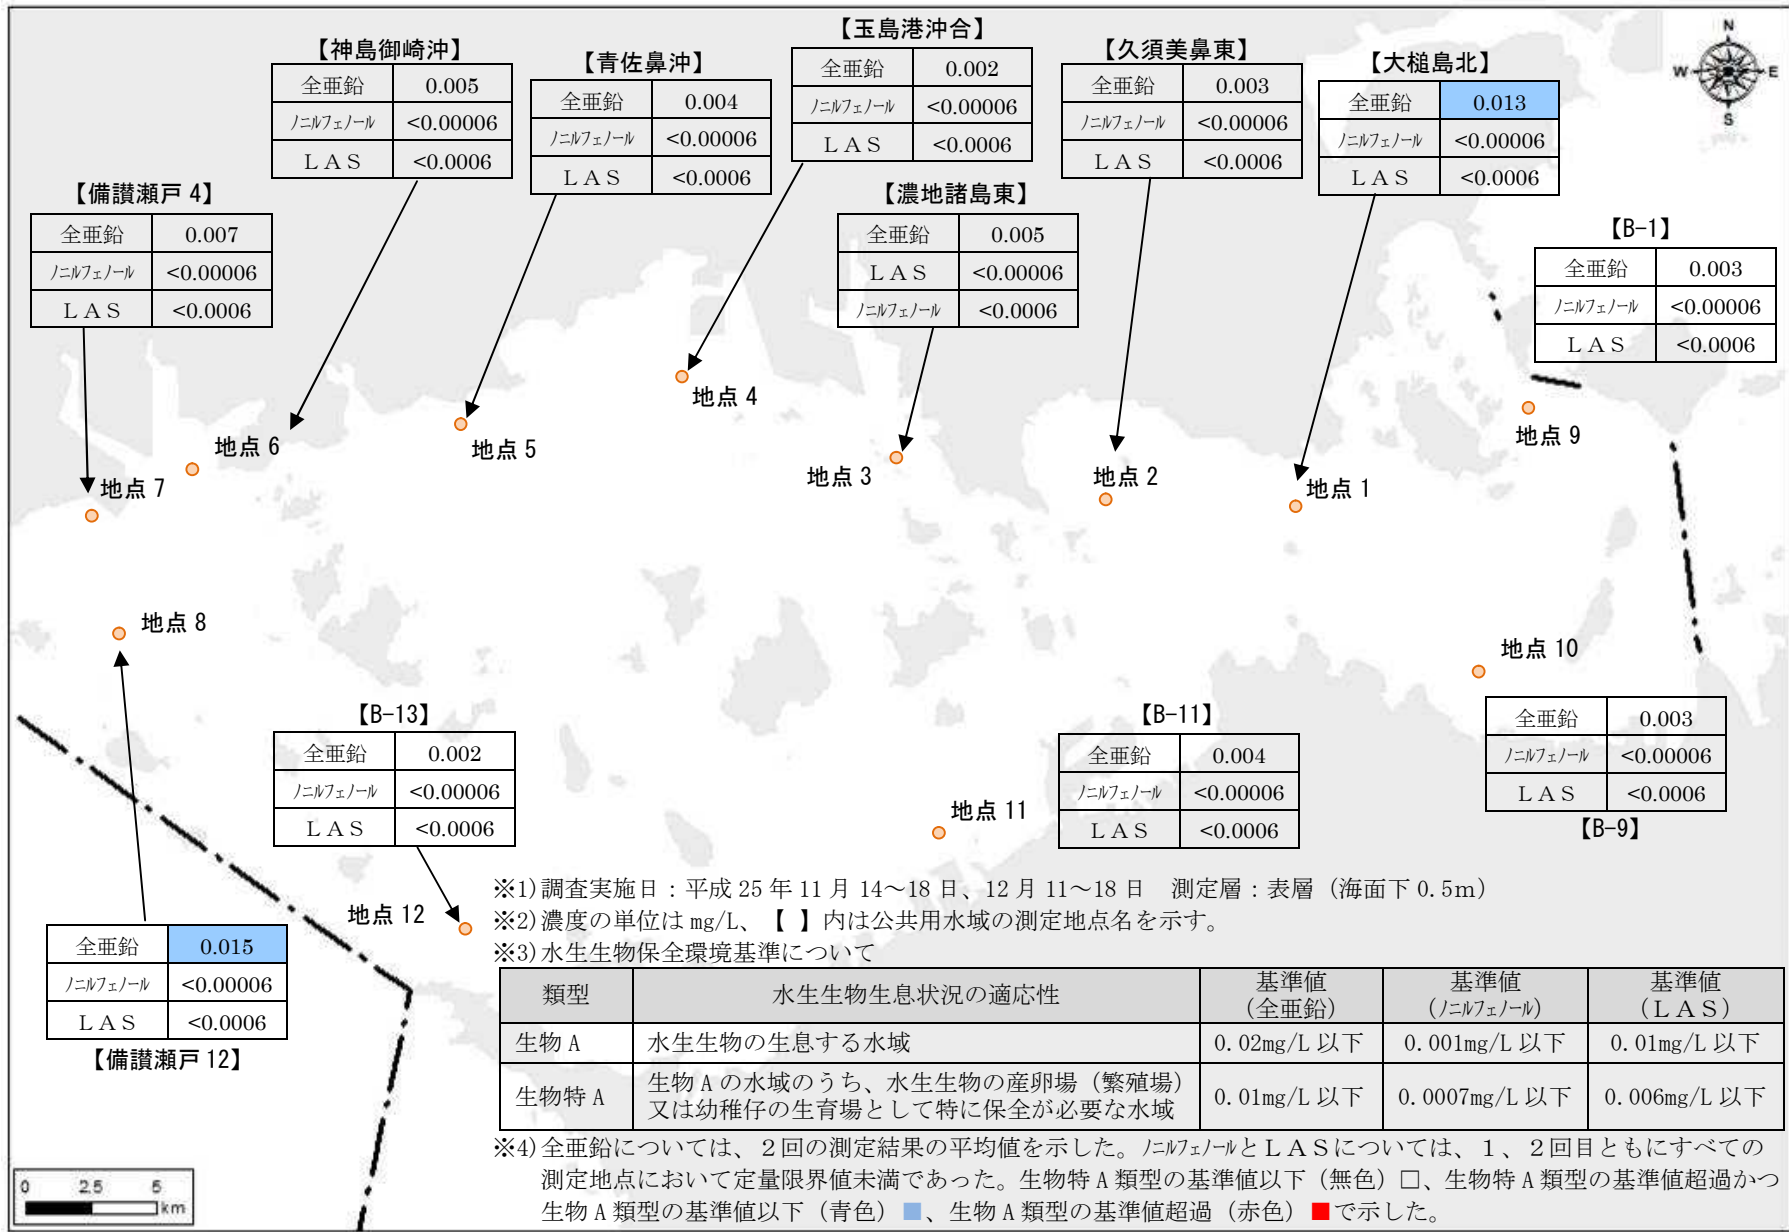 【玉島港沖合】
全亜鉛 0.002
ノニルフェノール <0.00006
ＬＡＳ <0.0006
【神島御崎沖】
全亜鉛 0.005
ノニルフェノール <0.00006
ＬＡＳ <0.0006
【青佐鼻沖】
全亜鉛 0.004
ノニルフェノール <0.00006
ＬＡＳ <0.0006
【久須美鼻東】
全亜鉛 0.003
ノニルフェノール <0.00006
ＬＡＳ <0.0006
【大槌島北】
全亜鉛 0.013
ノニルフェノール <0.00006
ＬＡＳ <0.0006
N
W E
S
【備讃瀬戸 4】
全亜鉛 0.007
ノニルフェノール <0.00006
ＬＡＳ <0.0006
【濃地諸島東】
全亜鉛 0.005
ＬＡＳ <0.00006
ノニルフェノール <0.0006
【B-1】
全亜鉛 0.003
ノニルフェノール <0.00006
ＬＡＳ <0.0006
地点 4
地点 9
地点 6
地点 5
地点 3
地点 2
地点 1
地点 7
地点 8
地点 10
【B-13】
全亜鉛 0.002
ノニルフェノール <0.00006
ＬＡＳ <0.0006
【B-11】
全亜鉛 0.004
ノニルフェノール <0.00006
ＬＡＳ <0.0006
全亜鉛 0.003
ノニルフェノール <0.00006
ＬＡＳ <0.0006
【B-9】
地点 11
地点 12
全亜鉛 0.015
ノニルフェノール <0.00006
ＬＡＳ <0.0006
【備讃瀬戸 12】
※1)調査実施日：平成 25 年 11 月 14～18 日、12 月 11～18 日　測定層：表層（海面下 0.5m）
※2)濃度の単位は mg/L、【 】内は公共用水域の測定地点名を示す。
※3)水生生物保全環境基準について
類型 水生生物生息状況の適応性 基準値 基準値 基準値
（全亜鉛） （ノニルフェノール） （ＬＡＳ）
生物 A 水生生物の生息する水域 0.02mg/L 以下 0.001mg/L 以下 0.01mg/L 以下
生物特 A 生物 A の水域のうち、水生生物の産卵場（繁殖場） 0.01mg/L 以下 0.0007mg/L 以下 0.006mg/L 以下
又は幼稚仔の生育場として特に保全が必要な水域
※4)全亜鉛については、２回の測定結果の平均値を示した。ノニルフェノールとＬＡＳについては、１、２回目ともにすべての
測定地点において定量限界値未満であった。生物特 A 類型の基準値以下（無色）□、生物特 A 類型の基準値超過かつ
生物 A 類型の基準値以下（青色）■、生物 A 類型の基準値超過（赤色）■で示した。
0 2.5 5
km